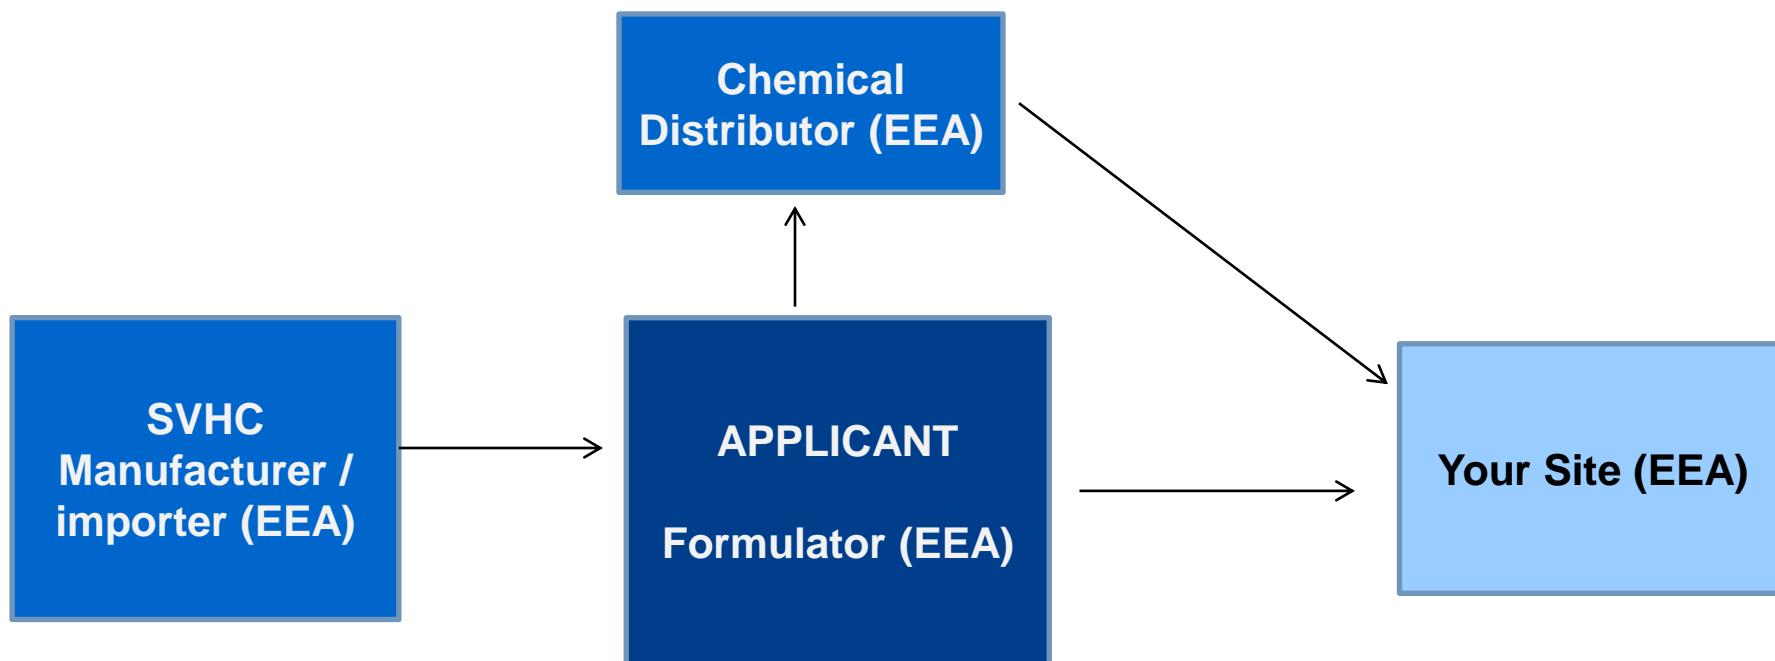 Chemical
Distributor (EEA)
SVHC
Manufacturer /
importer (EEA)
APPLICANT
Formulator (EEA)
Your Site (EEA)